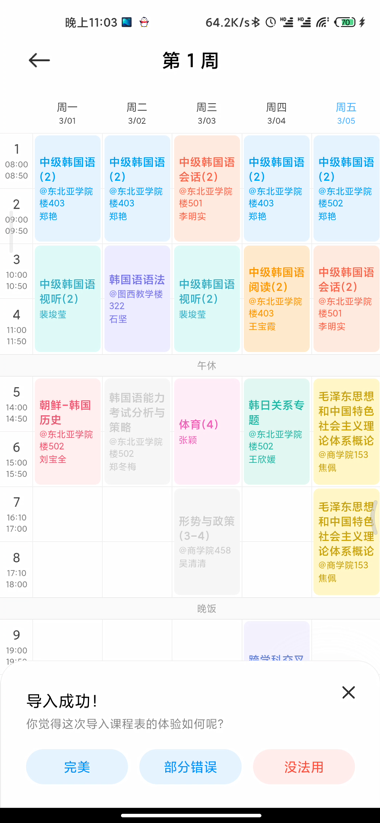 晚上11:03 64.2K/s 70
第 1 周
周一 周二 周三 周四 周五
3/01 3/02 3/03 3/04 3/05
1
08:00
08:50
2
09:00
09:50
中级韩国语
(2)
@东北亚学院
楼403
郑艳
中级韩国语
(2)
@东北亚学院
楼403
郑艳
中级韩国语
会话(2)
@东北亚学院
楼501
李明实
中级韩国语
(2)
@东北亚学院
楼403
郑艳
中级韩国语
(2)
@东北亚学院
楼502
郑艳
3
10:00
10:50
4
11:00
11:50
中级韩国语
视听(2)
裴埈莹
韩国语语法
@图西教学楼
322
石坚
中级韩国语
视听(2)
裴埈莹
中级韩国语
阅读(2)
@东北亚学院
楼403
王宝霞
中级韩国语
会话(2)
@东北亚学院
楼501
李明实
午休
5
14:00
14:50
6
15:00
15:50
朝鲜-韩国
历史
@东北亚学院
楼502
刘宝全
韩国语能力
考试分析与
策略
@东北亚学院
楼502
郑冬梅
体育(4)
张颖
韩日关系专
题
@东北亚学院
楼502
王欣媛
毛泽东思想
和中国特色
社会主义理
论体系概论
@商学院153
焦佩
7
16:10
17:00
8
17:10
18:00
形势与政策
(3-4)
@商学院458
吴清清
毛泽东思想
和中国特色
社会主义理
论体系概论
@商学院153
焦佩
晚饭
9
19:00
19:50
跨学科交叉
导入成功！
你觉得这次导入课程表的体验如何呢？
完美 部分错误 没法用